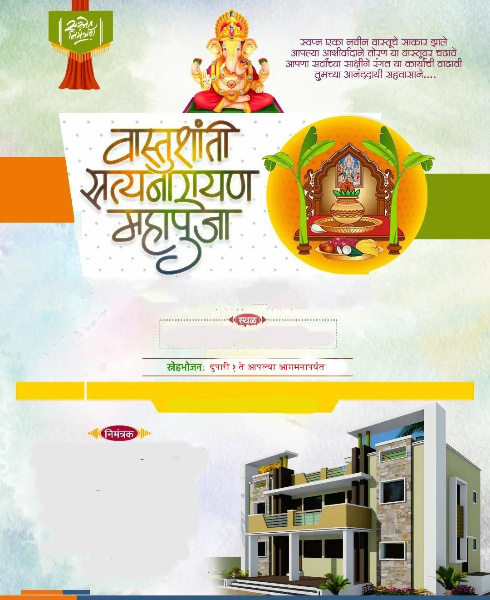 सस्नेह
निमंत्रण
स्वप्न एका नवीन वास्तूचे साकार झाले
आपल्या आर्शीवादाने तोरण या वास्तूवर चढावे
आपणा सर्वांच्या साक्षीने रंगत या कार्याची वाढावी
तुमच्या आनंददायी सहवासाने....
वास्तुशांती
सत्यनारायण
महापुजा
स्थळ
स्नेहभोजन: दुपारी १ ते आपल्या आगमनापर्यंत
निमंत्रक